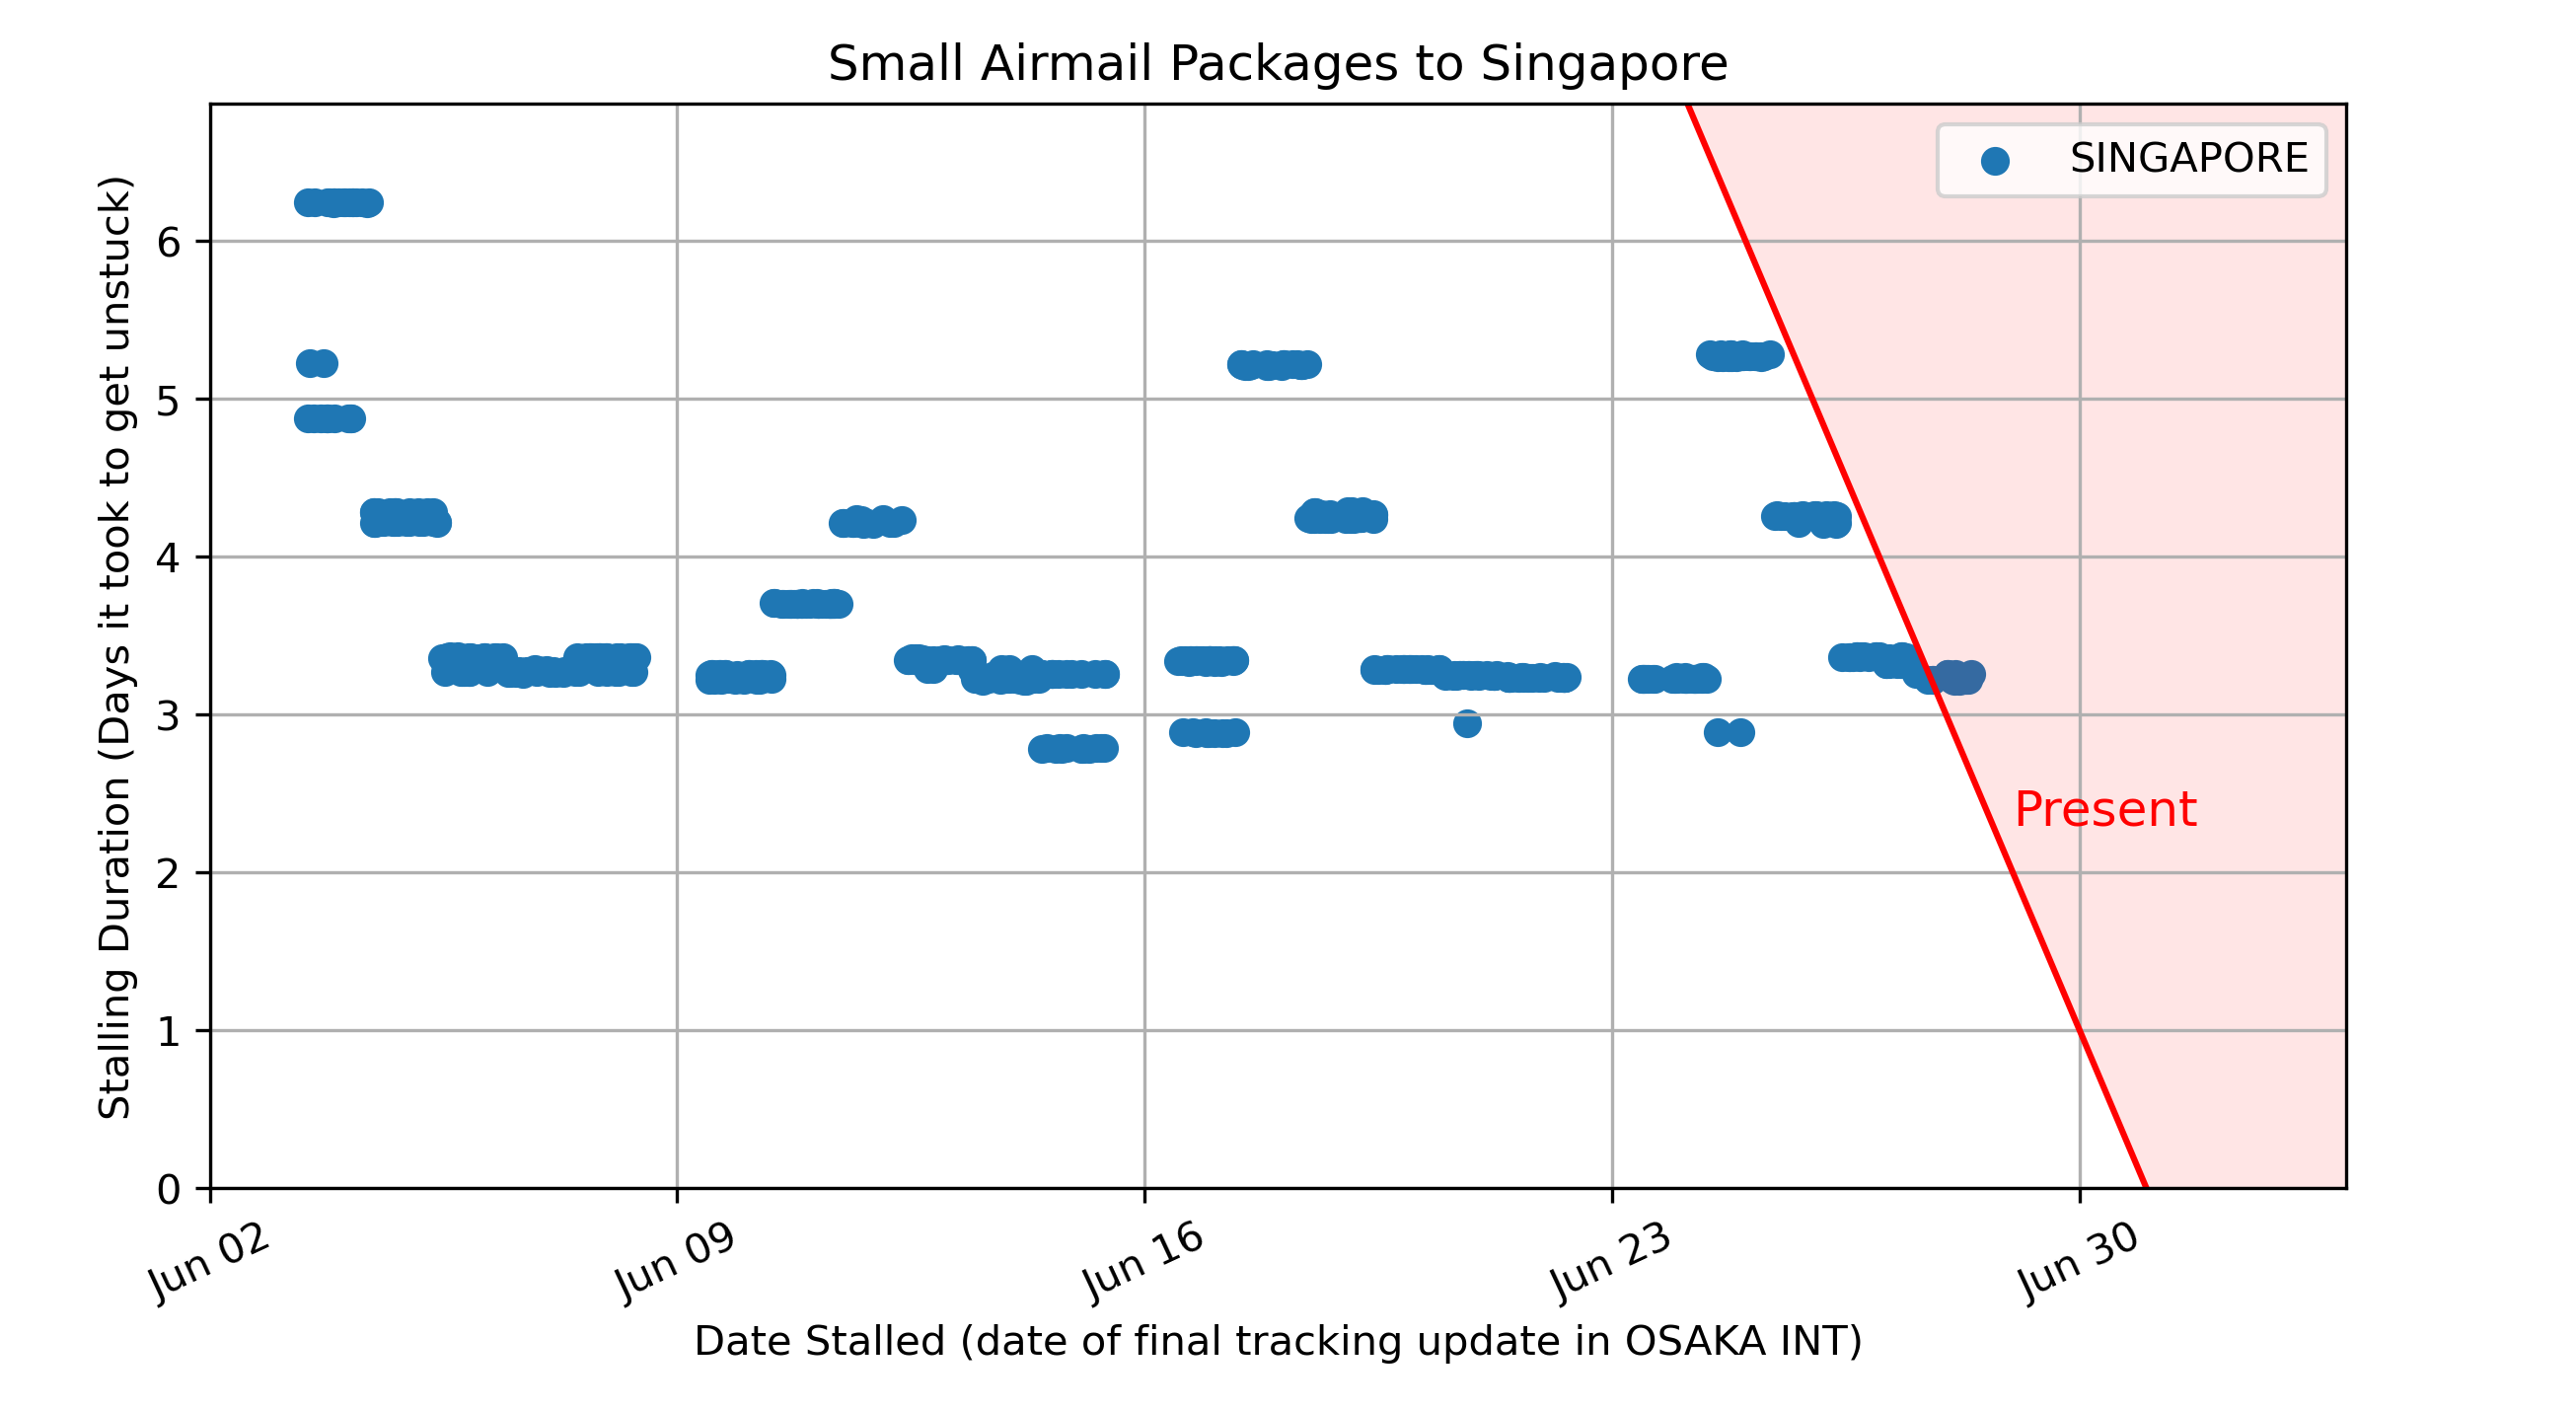 Small Airmail Packages to Singapore
SINGAPORE
Stalling Duration (Days it took to get unstuck)
6
5
4
3
2
1
0
Present
Jun 02
Jun 09
Jun 16
Jun 23
Jun 30
Date Stalled (date of final tracking update in OSAKA INT)